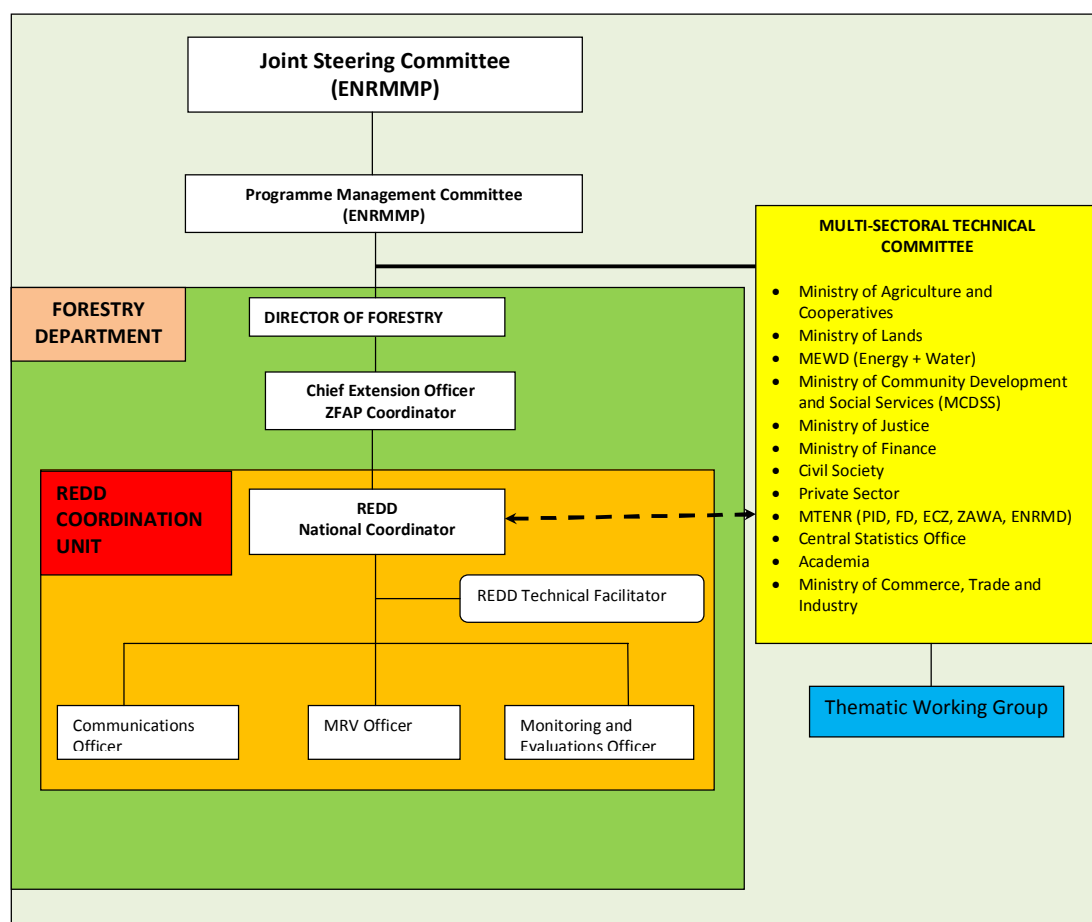 Joint Steering Committee
(ENRMMP)
Programme Management Committee
(ENRMMP)
MULTI-SECTORAL TECHNICAL
COMMITTEE
• Ministry of Agriculture and
Cooperatives
• Ministry of Lands
• MEWD (Energy + Water)
• Ministry of Community Development
and Social Services (MCDSS)
• Ministry of Justice
• Ministry of Finance
• Civil Society
• Private Sector
• MTENR (PID, FD, ECZ, ZAWA, ENRMD)
• Central Statistics Office
• Academia
• Ministry of Commerce, Trade and
Industry
FORESTRY
DEPARTMENT
DIRECTOR OF FORESTRY
Chief Extension Officer
ZFAP Coordinator
REDD
COORDINATION
UNIT
REDD
National Coordinator
REDD Technical Facilitator
Communications
Officer
MRV Officer
Monitoring and
Evaluations Officer
Thematic Working Group